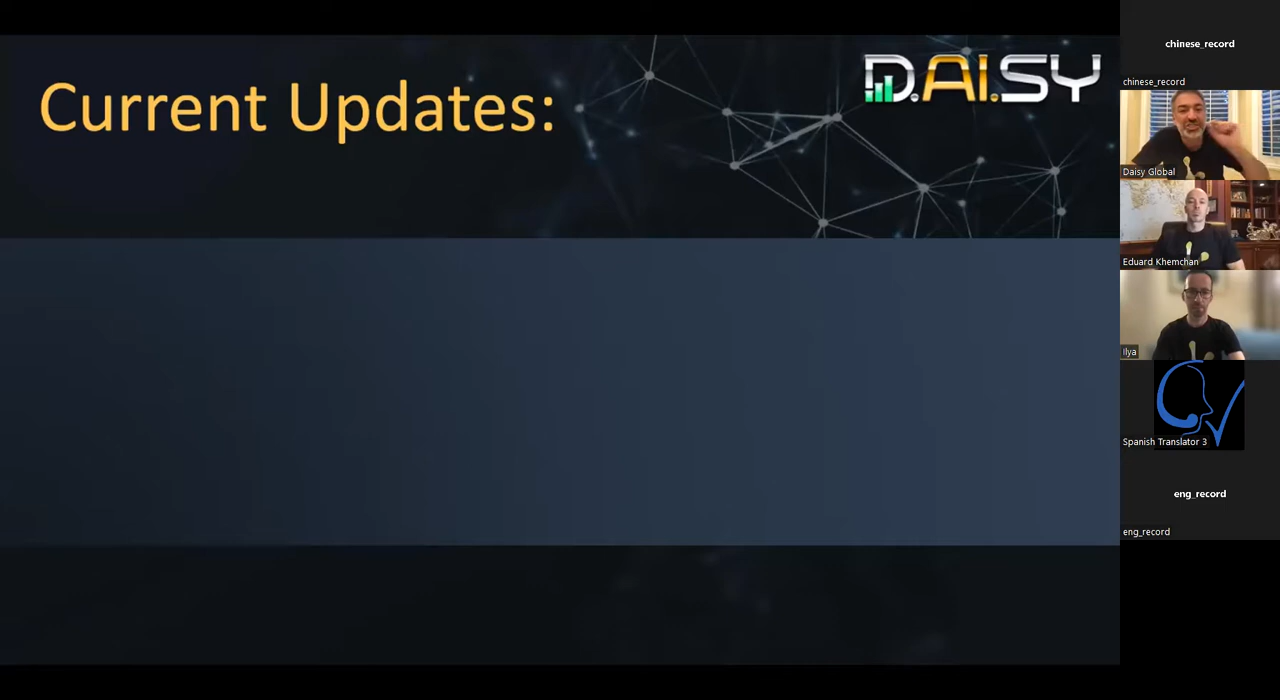 Current Updates:
D.AI.SY
chinese_record
chinese_record
Daisy Global
Eduard Khemchan
Ilya
Spanish Translator 3
eng_record
eng_record